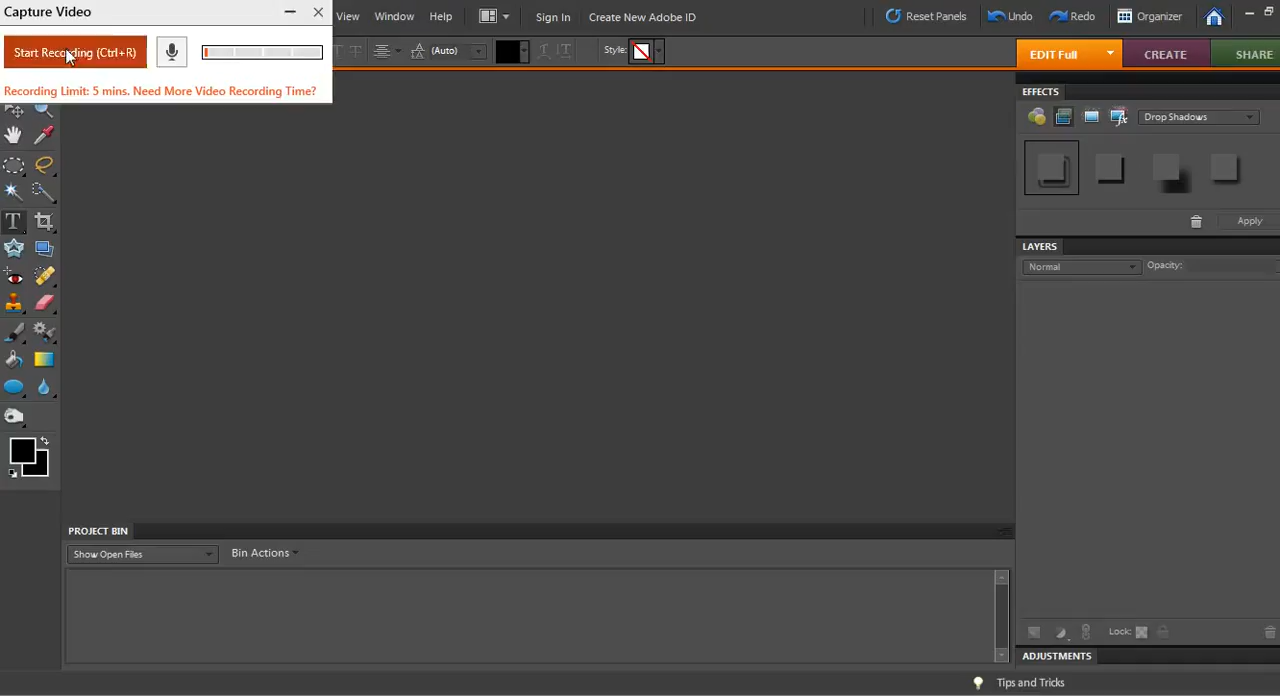 Capture Video
View Window Help Sign In Create New Adobe ID Reset Panels Undo Redo Organizer
Start Recording (Ctrl+R)
(Auto) Style:
EDIT Full CREATE SHARE
Recording Limit: 5 mins. Need More Video Recording Time?
EFFECTS
Drop Shadows
Apply
LAYERS
Normal Opacity:
PROJECT BIN
Show Open Files Bin Actions
Lock:
ADJUSTMENTS
Tips and Tricks